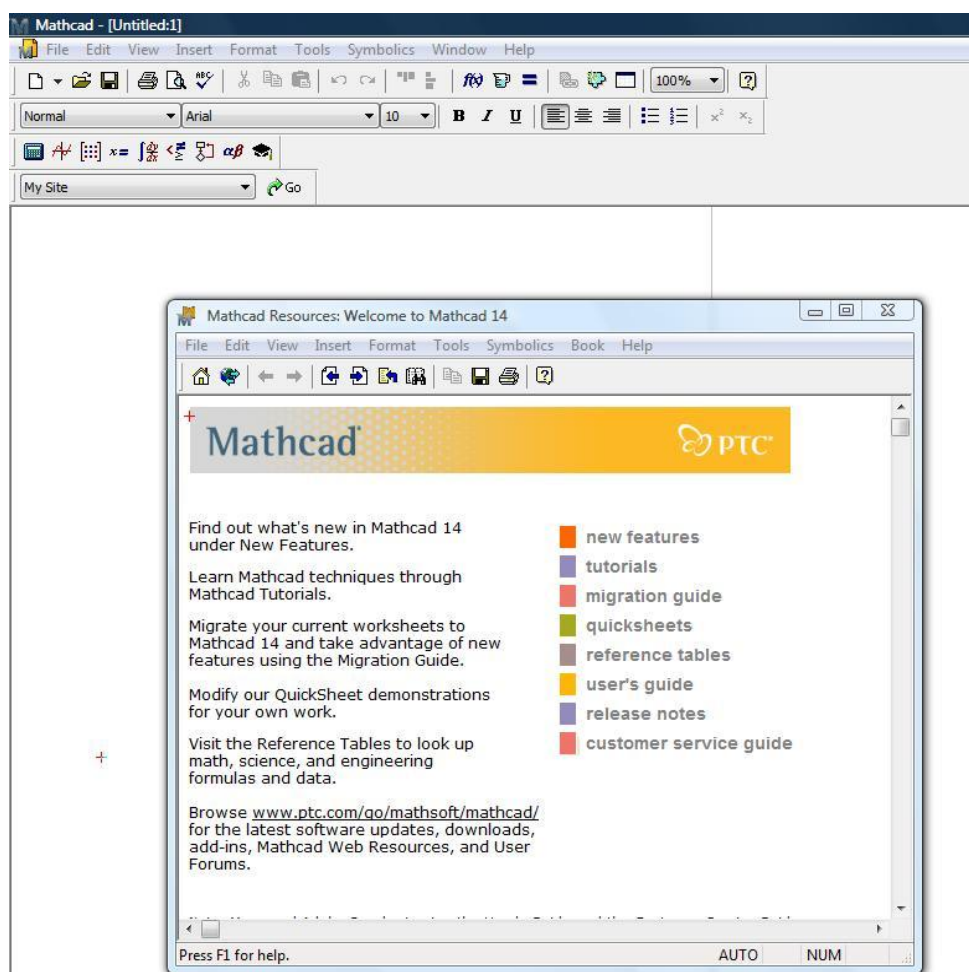 Mathcad - [Untitled:1]
File Edit View Insert Format Tools Symbolics Window Help
100%
Normal Arial 10 B I U
My Site Go
Mathcad Resources: Welcome to Mathcad 14
File Edit View Insert Format Tools Symbolics Book Help
Mathcad PTC
Find out what's new in Mathcad 14
under New Features.
Learn Mathcad techniques through
Mathcad Tutorials.
Migrate your current worksheets to
Mathcad 14 and take advantage of new
features using the Migration Guide.
Modify our QuickSheet demonstrations
for your own work.
Visit the Reference Tables to look up
math, science, and engineering
formulas and data.
Browse www.ptc.com/go/mathsoft/mathcad/
for the latest software updates, downloads,
add-ins, Mathcad Web Resources, and User
Forums.
new features
tutorials
migration guide
quicksheets
reference tables
user's guide
release notes
customer service guide
Press F1 for help. AUTO NUM